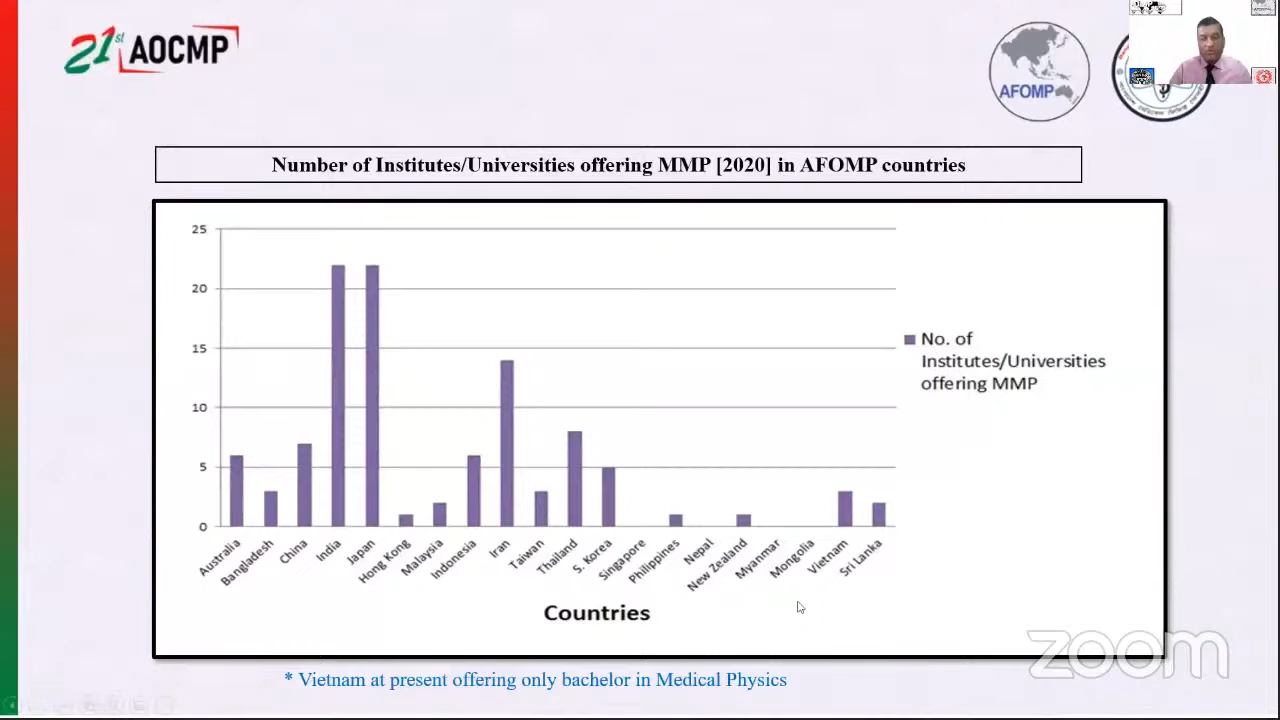 21st AOCMP
AFOMP
Number of Institutes/Universities offering MMP [2020] in AFOMP countries
25
20
15
10
5
0
Australia
Bangladesh
China
India
Japan
Hong Kong
Malaysia
Indonesia
Iran
Taiwan
Thailand
S. Korea
Singapore
Philippines
Nepal
New Zealand
Myanmar
Mongolia
Vietnam
Sri Lanka
Countries
No. of
Institutes/Universities
offering MMP
zoom
* Vietnam at present offering only bachelor in Medical Physics